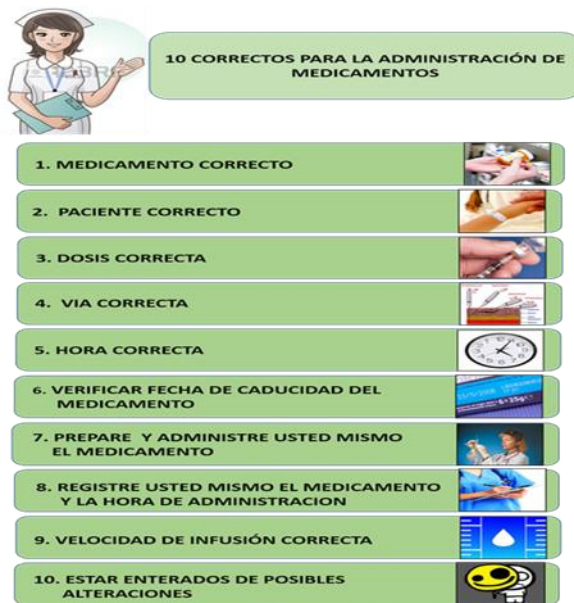 10 CORRECTOS PARA LA ADMINISTRACIÓN DE
MEDICAMENTOS
1. MEDICAMENTO CORRECTO
2. PACIENTE CORRECTO
3. DOSIS CORRECTA
4. VIA CORRECTA
5. HORA CORRECTA
6. VERIFICAR FECHA DE CADUCIDAD DEL
MEDICAMENTO
7. PREPARE Y ADMINISTRE USTED MISMO
EL MEDICAMENTO
8. REGISTRE USTED MISMO EL MEDICAMENTO
Y LA HORA DE ADMINISTRACION
9. VELOCIDAD DE INFUSIÓN CORRECTA
10. ESTAR ENTERADOS DE POSIBLES
ALTERACIONES